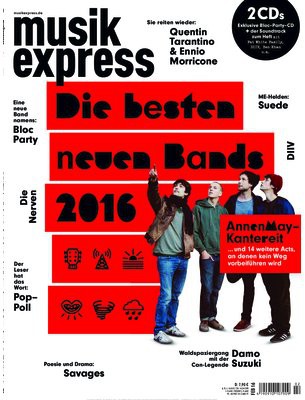 musikexpress.de
musik
express
Sie reiten wieder:
Quentin
Tarantino
& Ennio
Morricone
2 CDs
Exklusive Bloc-Party-CD
+ der Soundtrack
zum Heft
Eine
neue
Band
namens:
Bloc
Party
Die besten
neuen Bands
2016
ME-Helden:
Suede
DIIV
Die
Nerven
AnnenMay-
Kantereit
... und 14 weitere Acts,
an denen kein Weg
vorbeiführen wird
Der
Leser
hat das
Wort:
Pop-
Poll
Poesie und Drama:
Savages
Waldspaziergang
mit der
Can-Legende
Damo
Suzuki